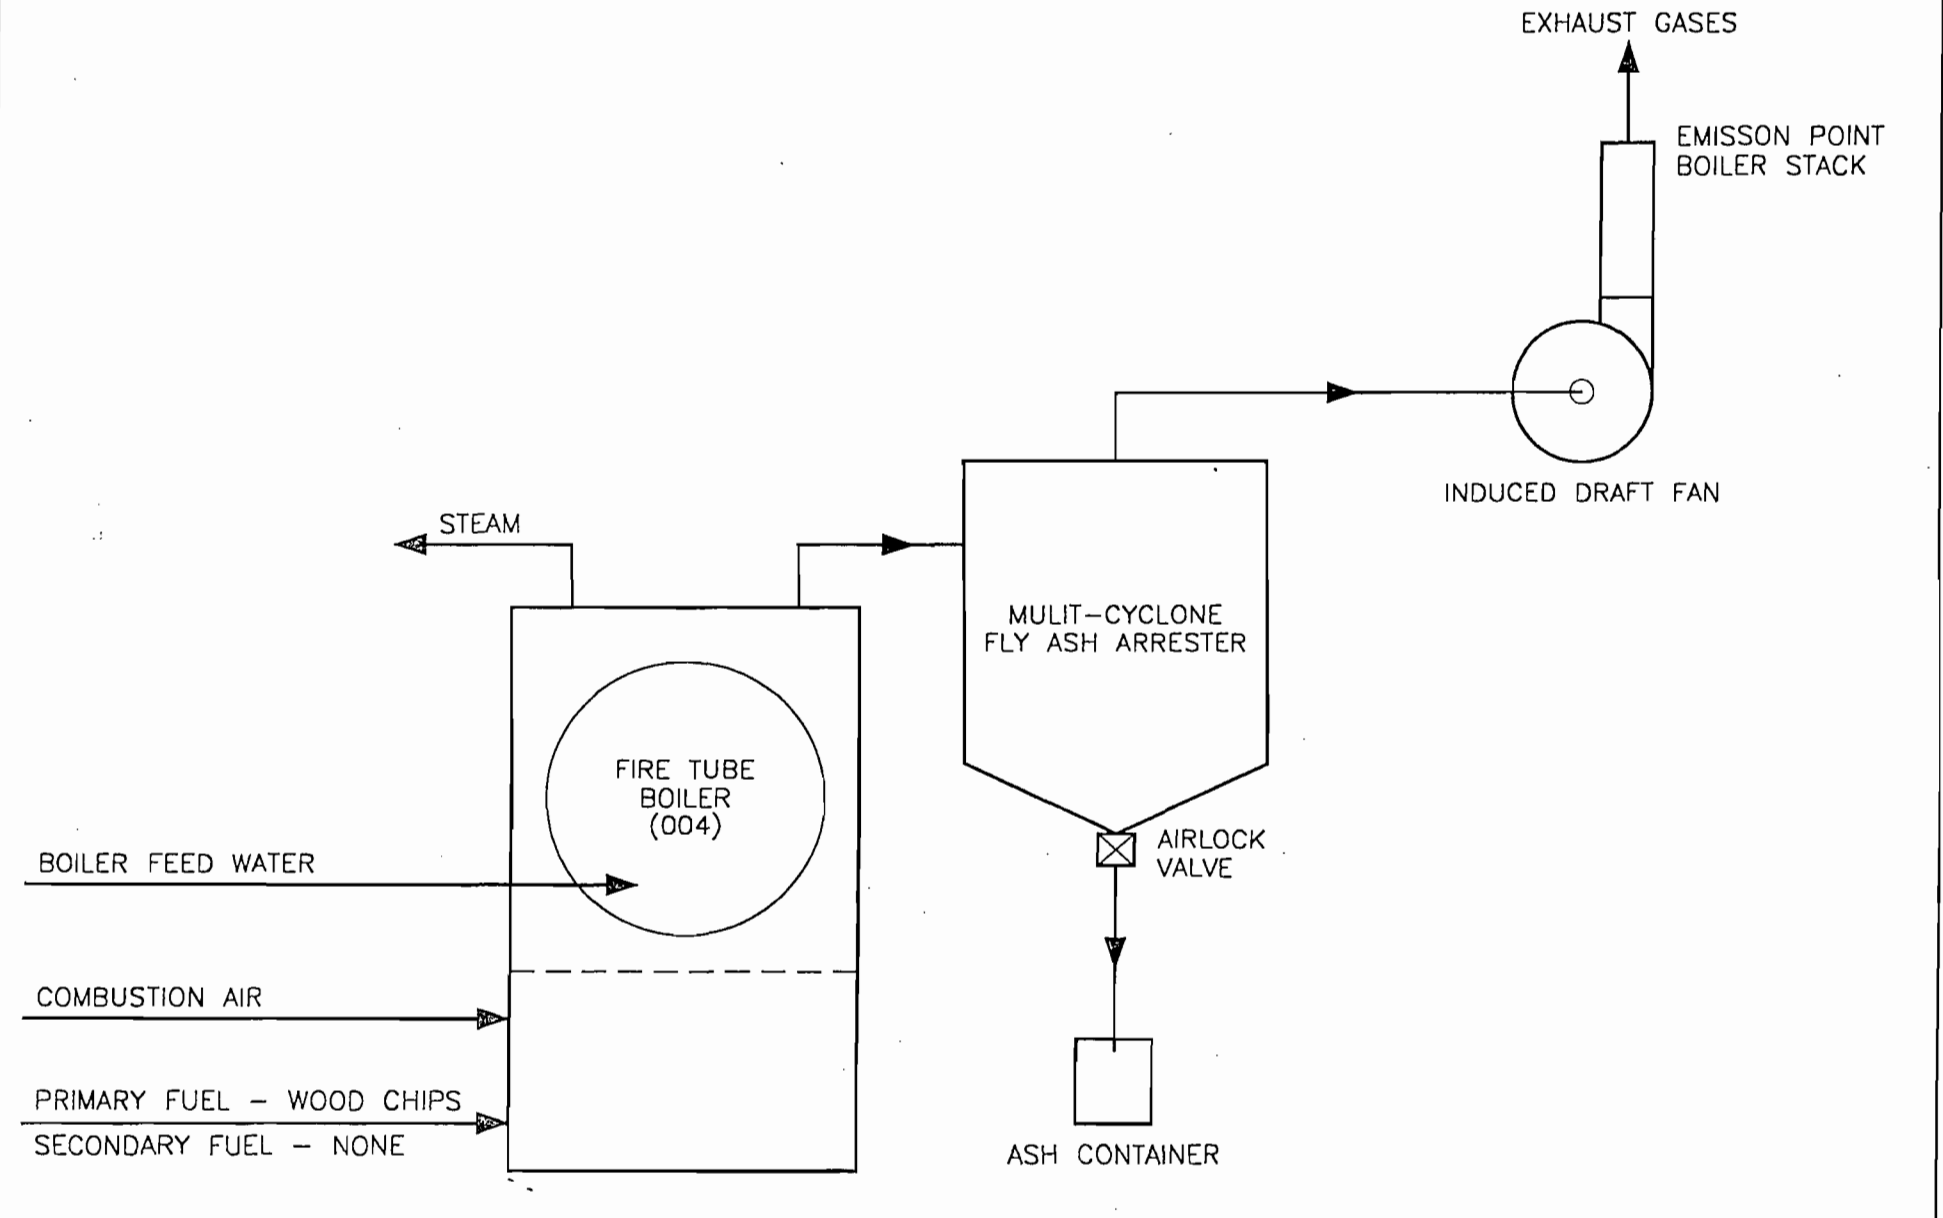 EXHAUST GASES
EMISSON POINT
BOILER STACK
INDUCED DRAFT FAN
STEAM
MULIT-CYCLONE
FLY ASH ARRESTER
FIRE TUBE
BOILER
(004)
AIRLOCK
VALVE
BOILER FEED WATER
COMBUSTION AIR
PRIMARY FUEL - WOOD CHIPS
SECONDARY FUEL - NONE
ASH CONTAINER